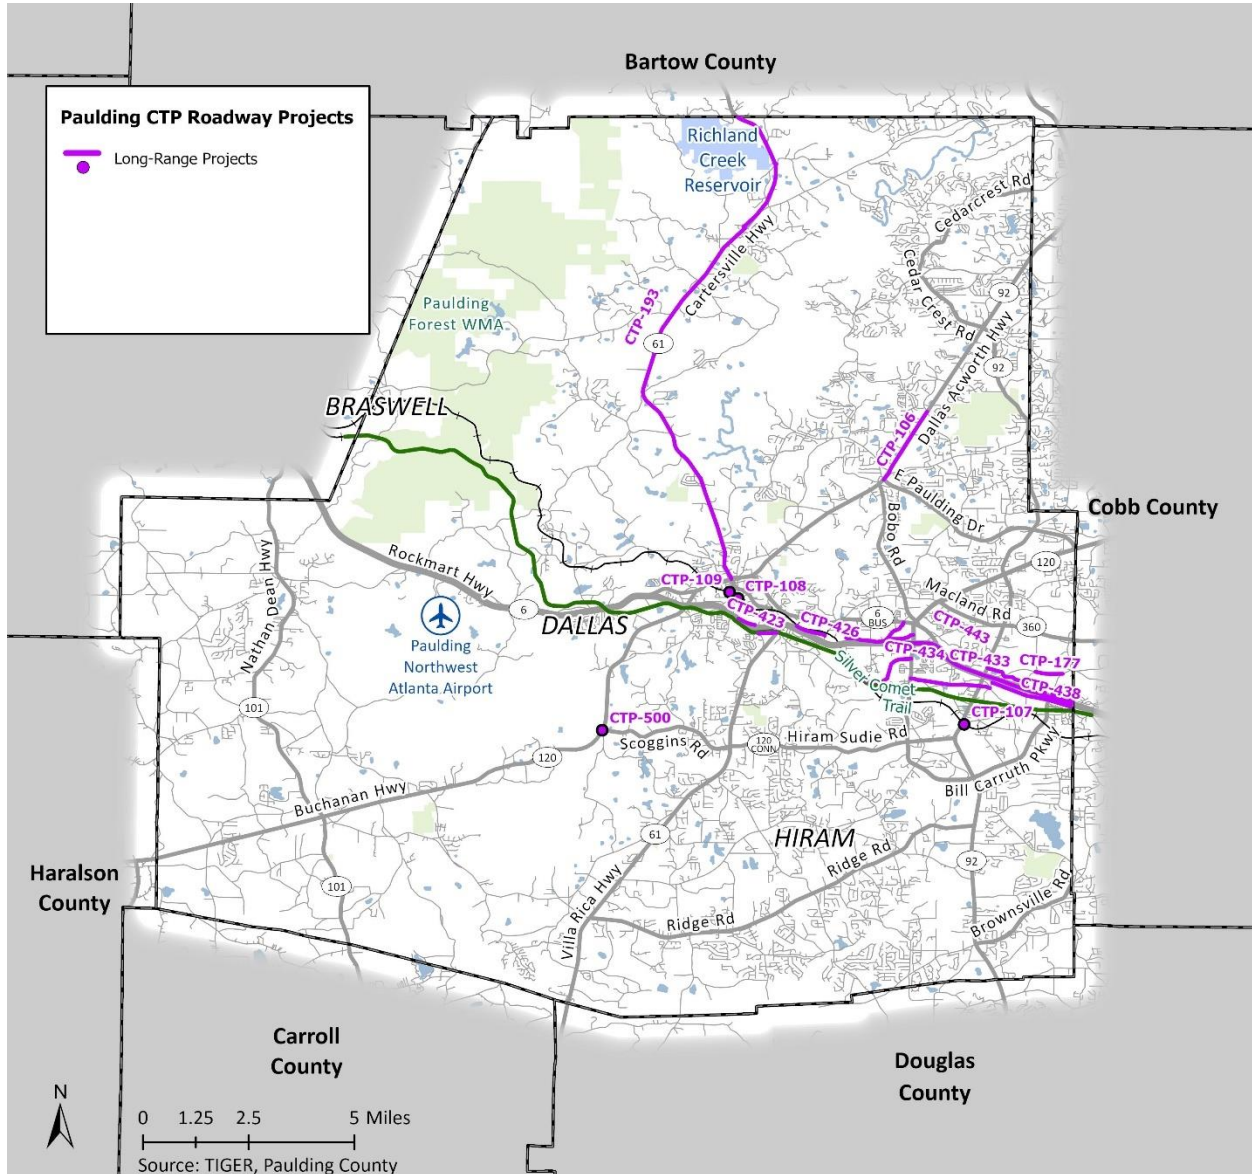 Bartow County
Paulding CTP Roadway Projects
Long-Range Projects
Richland
Creek
Reservoir
Cedarcrest Rd
Cedar Crest Rd
Cartersville Hwy
CTP-193
61
92
92
Dallas Acworth Hwy
Paulding
Forest WMA
BRASWELL
CTP-106
E Paulding Dr
Bobo Rd
Cobb County
120
Rockmart Hwy
6
Nathan Dean Hwy
101
DALLAS
Paulding
Northwest
Atlanta Airport
CTP-109
CTP-108
CTP-423
CTP-426
6
BUS
Macland Rd
360
CTP-443
CTP-434
CTP-433
CTP-177
CTP-438
Silver Comet
Trail
CTP-107
CTP-500
Scoggins Rd
120
CONN
Hiram Sudie Rd
Bill Carruth Pkwy
120
Buchanan Hwy
61
HIRAM
Ridge Rd
92
Haralson
County
101
Villa Rica Hwy
Ridge Rd
Brownsville Rd
Carroll
County
Douglas
County
N
0 1.25 2.5 5 Miles
Source: TIGER, Paulding County